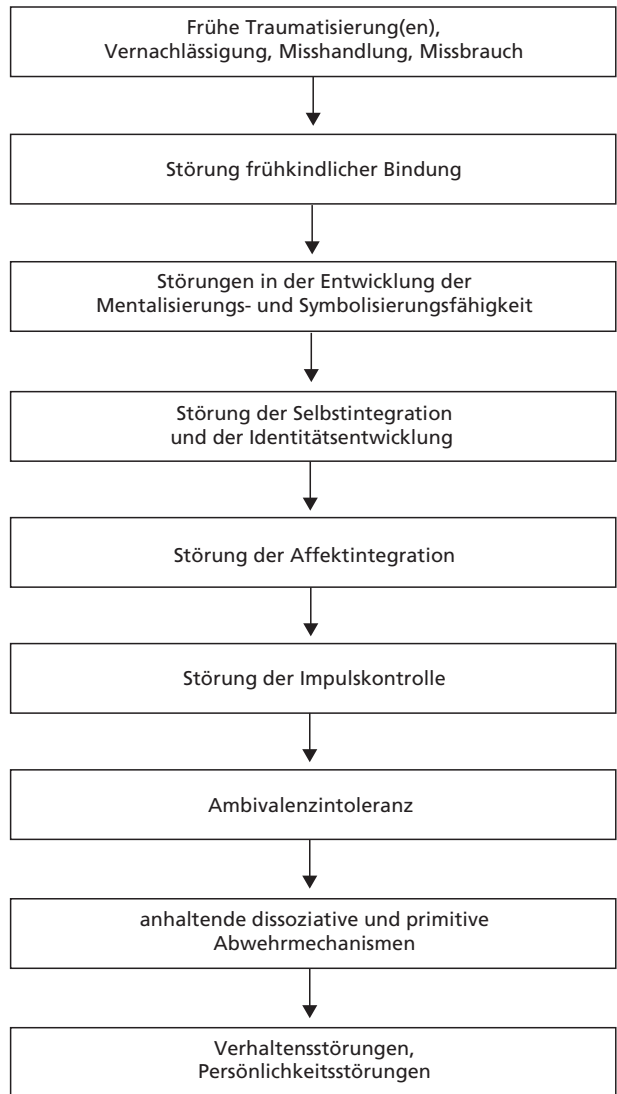 Frühe Traumatisierung(en),
Vernachlässigung, Misshandlung, Missbrauch
Störung frühkindlicher Bindung
Störungen in der Entwicklung der
Mentalisierungs- und Symbolisierungsfähigkeit
Störung der Selbstintegration
und der Identitätsentwicklung
Störung der Affektintegration
Störung der Impulskontrolle
Ambivalenzintoleranz
anhaltende dissoziative und primitive
Abwehrmechanismen
Verhaltensstörungen,
Persönlichkeitsstörungen